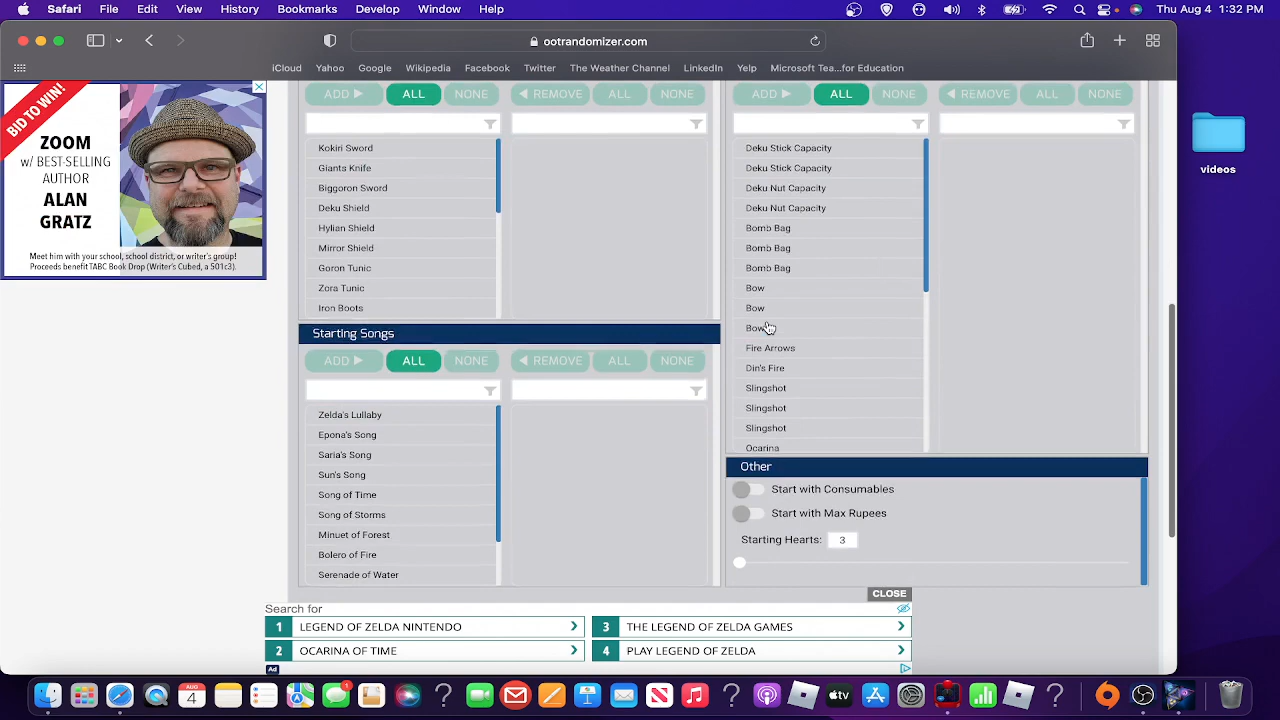 Safari File Edit View History Bookmarks Develop Window Help Thu Aug 4 1:32 PM
ootrandomizer.com
iCloud Yahoo Google Wikipedia Facebook Twitter The Weather Channel LinkedIn Yelp Microsoft Tea...for Education
BID TO WIN!
ZOOM
w/ BEST-SELLING
AUTHOR
ALAN
GRATZ
Meet him with your school, school district, or writer's group!
Proceeds benefit TABC Book Drop (Writer's Cubed, a 501c3).
ADD ALL NONE REMOVE ALL NONE
Kokiri Sword
Giants Knife
Biggoron Sword
Deku Shield
Hylian Shield
Mirror Shield
Goron Tunic
Zora Tunic
Iron Boots
Starting Songs
ADD ALL NONE REMOVE ALL NONE
Zelda's Lullaby
Epona's Song
Saria's Song
Sun's Song
Song of Time
Song of Storms
Minuet of Forest
Bolero of Fire
Serenade of Water
ADD ALL NONE REMOVE ALL NONE
Deku Stick Capacity
Deku Stick Capacity
Deku Nut Capacity
Deku Nut Capacity
Bomb Bag
Bomb Bag
Bomb Bag
Bow
Bow
Bow
Fire Arrows
Din's Fire
Slingshot
Slingshot
Slingshot
Ocarina
Other
Start with Consumables
Start with Max Rupees
Starting Hearts: 3
CLOSE
Search for
1 LEGEND OF ZELDA NINTENDO
3 THE LEGEND OF ZELDA GAMES
2 OCARINA OF TIME
4 PLAY LEGEND OF ZELDA
Ad
videos
AUG
4
1
tv